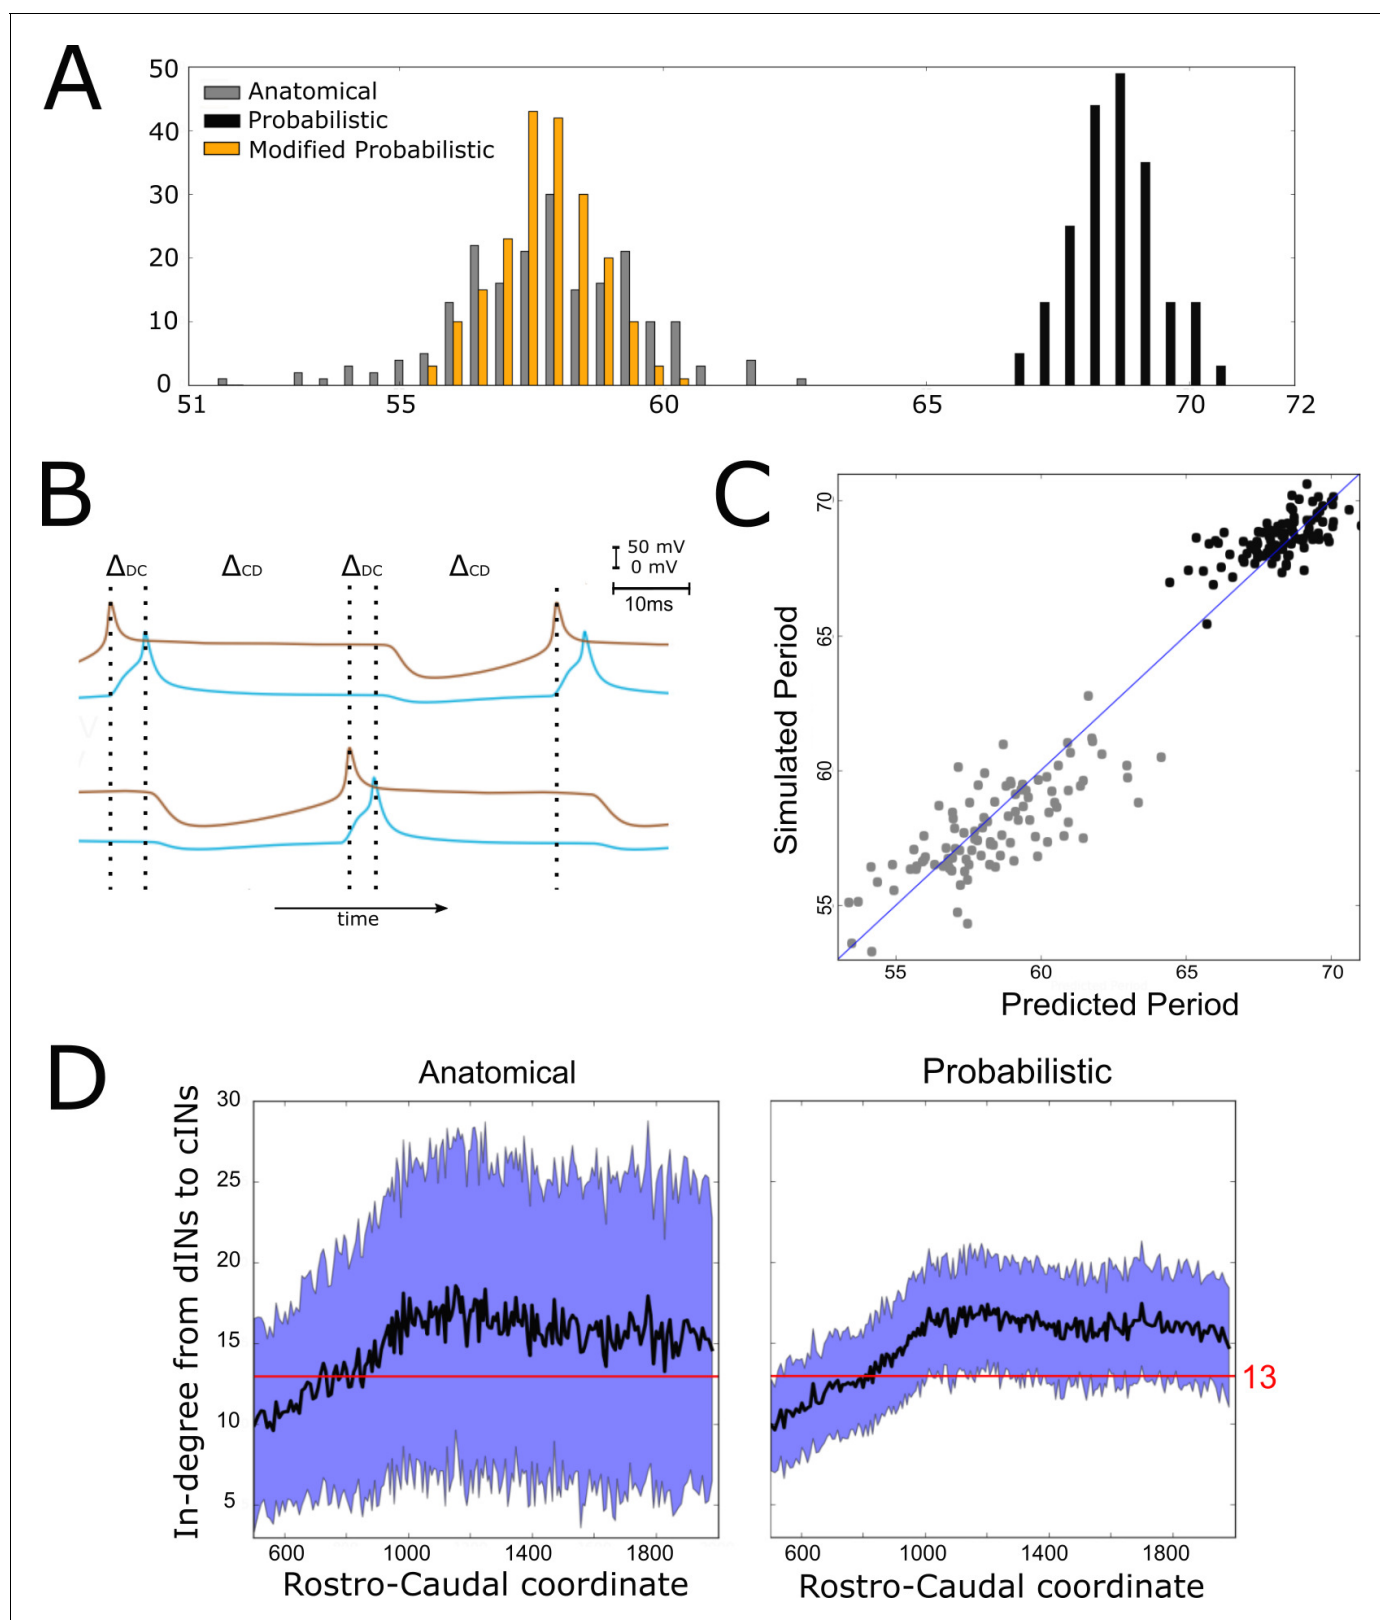 A
50
40
30
20
10
0
Anatomical
Probabilistic
Modified Probabilistic
51 55 60 65 70 72
B
ΔDC ΔCD ΔDC ΔCD
50 mV
0 mV
10ms
time
C
Simulated Period
70
65
60
55
55 60 65 70
Predicted Period
D
Anatomical Probabilistic
In-degree from dINs to cINs
30
25
20
15
10
5
13
600 1000 1400 1800 600 1000 1400 1800
Rostro-Caudal coordinate Rostro-Caudal coordinate